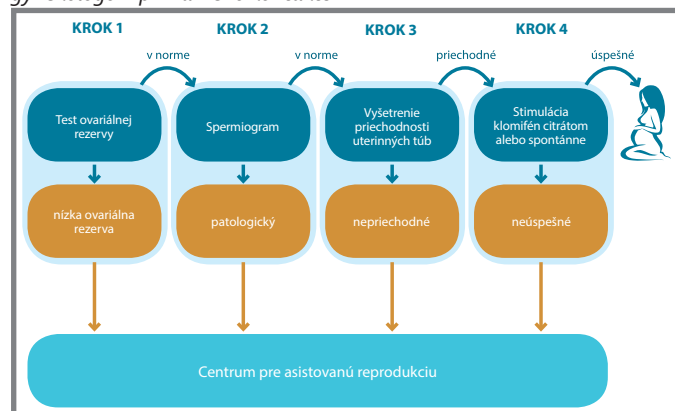 KROK 1
KROK 2
KROK 3
KROK 4
v norme
v norme
priechodné
úspešné
Test ovariálnej
rezervy
Spermiogram
Vyšetrenie
priechodnosti
uterinných túb
Stimulácia
klomifén citrátom
alebo spontánne
nízka ovariálna
rezerva
patologický
nepriechodné
neúspešné
Centrum pre asistovanú reprodukciu